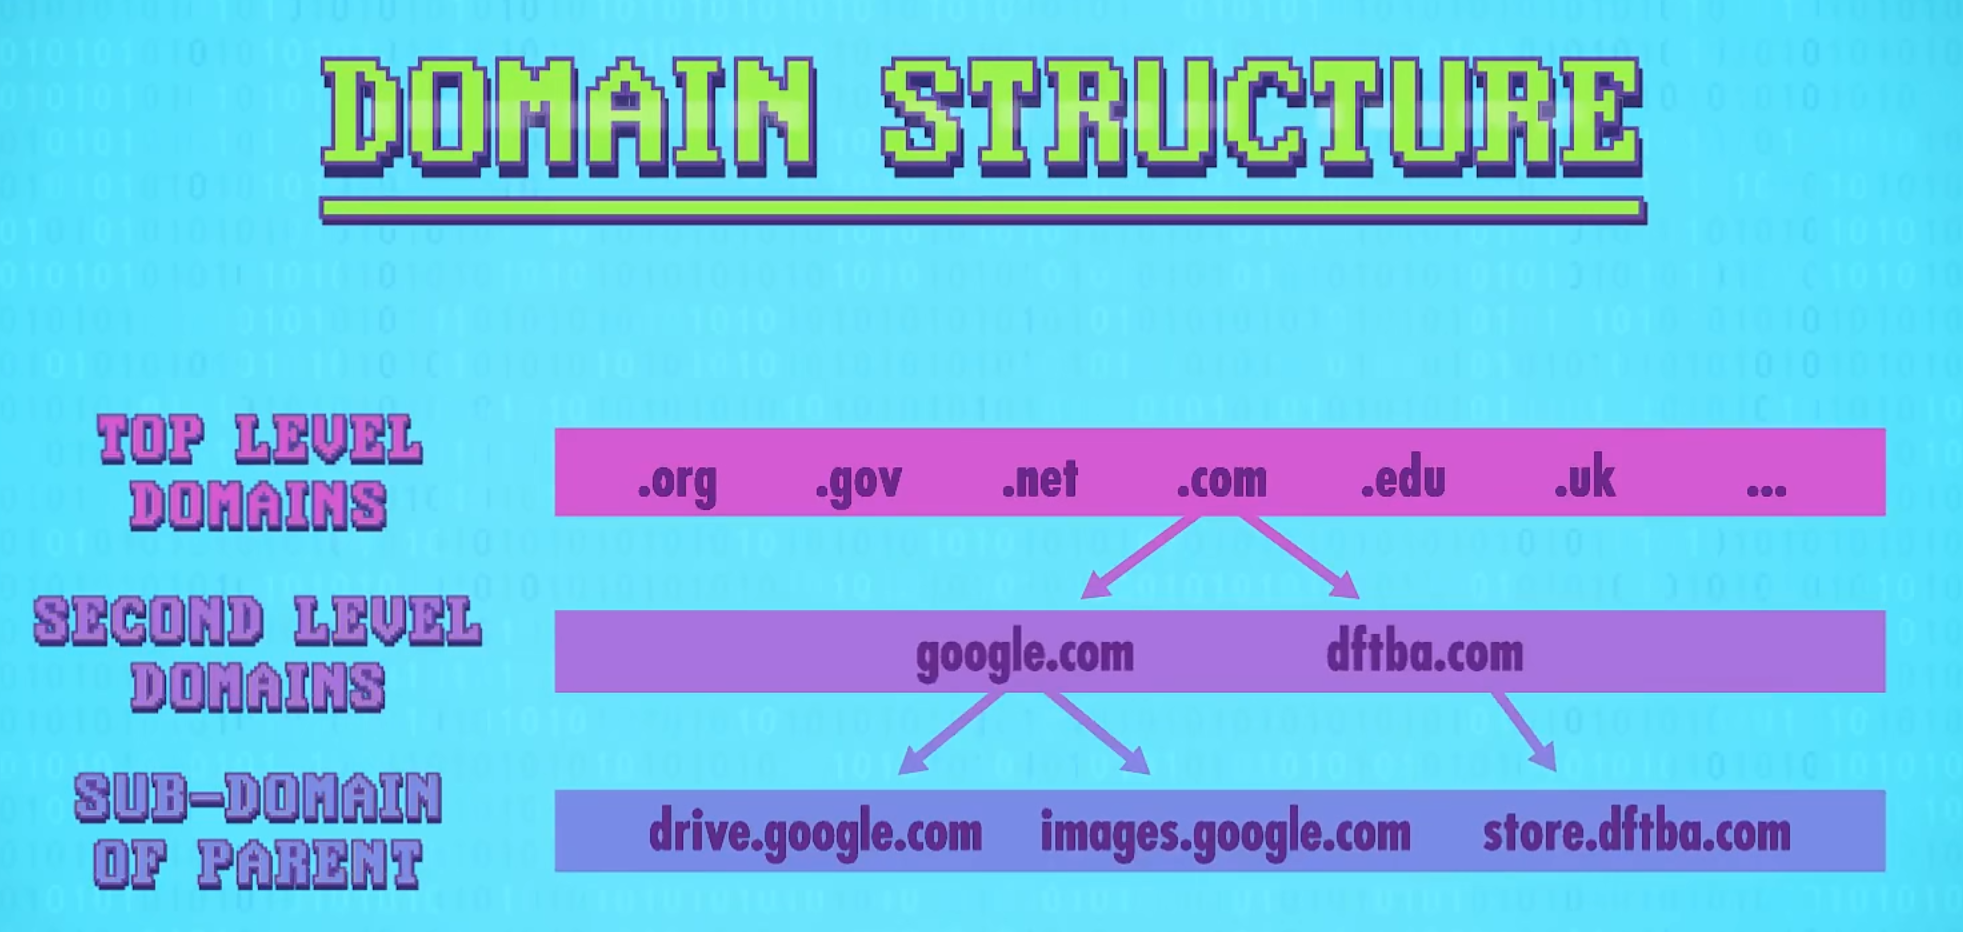 DOMAIN STRUCTURE
TOP LEVEL
DOMAINS
.org .gov .net .com .edu .uk ...
SECOND LEVEL
DOMAINS
google.com dftba.com
SUB-DOMAIN
OF PARENT
drive.google.com images.google.com store.dftba.com